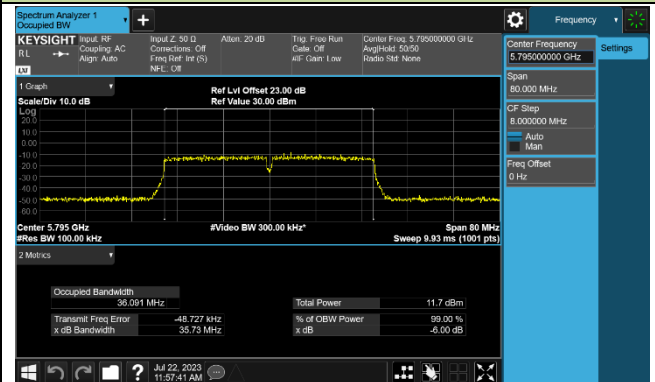 Spectrum Analyzer 1
Occupied BW
Frequency
KEYSIGHT
Input: RF
Coupling: AC
Align: Auto
Input Z: 50 Ω
Corrections: Off
Freq Ref: Int (S)
NFE: Off
Atten: 20 dB
Trig: Free Run
Gate: Off
#IF Gain: Low
Center Freq: 5.795000000 GHz
Avg|Hold: 50/50
Radio Std: None
RL
LXI
Center Frequency
5.795000000 GHz
Settings
Span
80.000 MHz
CF Step
8.000000 MHz
Auto
Man
Freq Offset
0 Hz
1 Graph
Scale/Div 10.0 dB
Ref Lvl Offset 23.00 dB
Ref Value 30.00 dBm
Log
20.0
10.0
0.00
-10.0
-20.0
-30.0
-40.0
-50.0
-60.0
Center 5.795 GHz
#Video BW 300.00 kHz*
Span 80 MHz
#Res BW 100.00 kHz
Sweep 9.93 ms (1001 pts)
2 Metrics
Occupied Bandwidth
36.091 MHz
Total Power 11.7 dBm
Transmit Freq Error -48.727 kHz
% of OBW Power 99.00 %
x dB Bandwidth 35.73 MHz
x dB -6.00 dB
Jul 22, 2023
11:57:41 AM